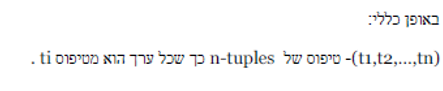 באופן כללי:
(t1,t2,...,tn)- טיפוס של n-tuples כך שכל ערך הוא מטיפוס ti .